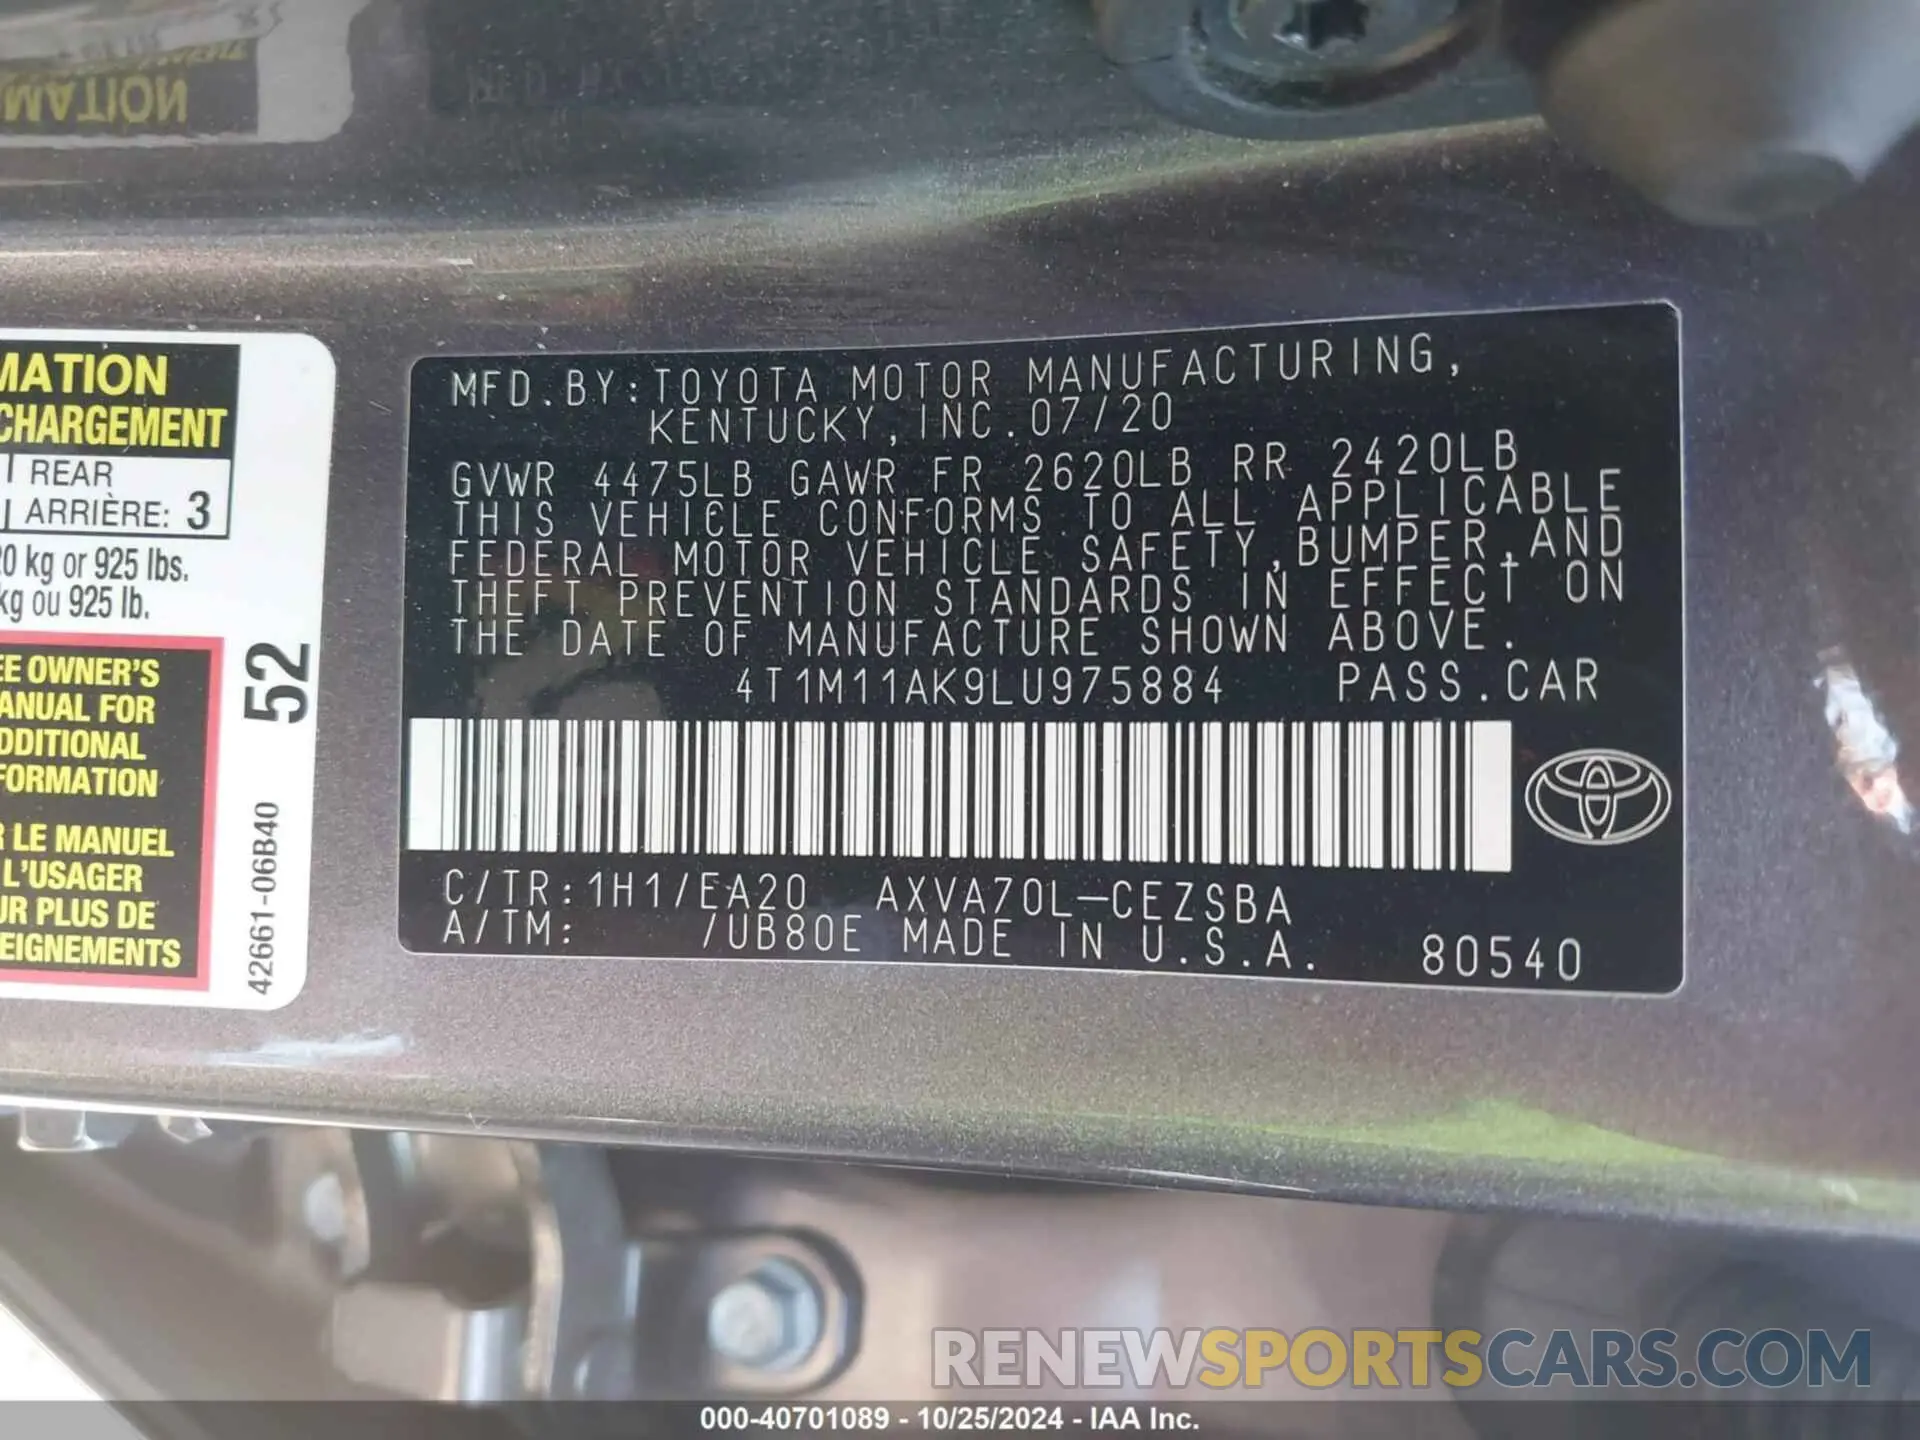 MATION
MATION
CHARGEMENT
REAR
ARRIÈRE: 3
0 kg or 925 lbs.
kg ou 925 lb.
EE OWNER'S
ANUAL FOR
DDITIONAL
FORMATION
R LE MANUEL
L'USAGER
UR PLUS DE
EIGNEMENTS
52
42661-06B40
MFD.BY:TOYOTA MOTOR MANUFACTURING,
KENTUCKY,INC.07/20
GVWR 4475LB GAWR FR 2620LB RR 2420LB
THIS VEHICLE CONFORMS TO ALL APPLICABLE
FEDERAL MOTOR VEHICLE SAFETY,BUMPER,AND
THEFT PREVENTION STANDARDS IN EFFECT ON
THE DATE OF MANUFACTURE SHOWN ABOVE.
4T1M11AK9LU975884 PASS.CAR
C/TR:1H1/EA20 AXVA70L-CEZSBA
A/TM: /UB80E MADE IN U.S.A. 80540
RENEWSPORTSCARS.COM
000-40701089 - 10/25/2024 - IAA Inc.